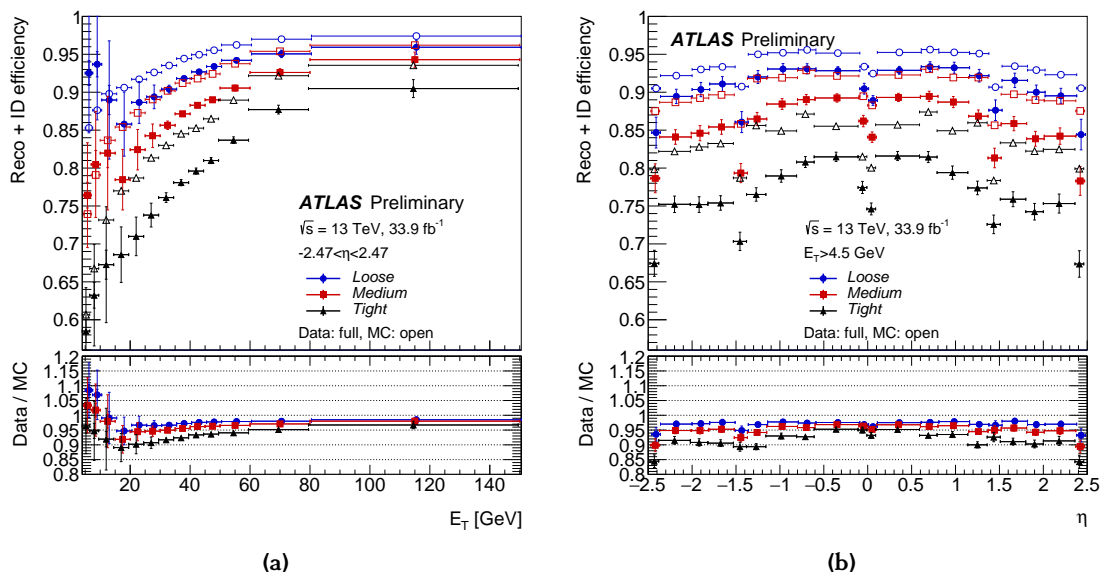 (a)
Reco + ID efficiency
1
0.95
0.9
0.85
0.8
0.75
0.7
0.65
0.6
ATLAS Preliminary
√s = 13 TeV, 33.9 fb⁻¹
-2.47<η<2.47
Loose
Medium
Tight
Data: full, MC: open
Data / MC
1.2
1.15
1.1
1.05
1
0.95
0.9
0.85
0.8
20 40 60 80 100 120 140
E_T [GeV]
(a)
(b)
Reco + ID efficiency
1
0.95
0.9
0.85
0.8
0.75
0.7
0.65
0.6
ATLAS Preliminary
√s = 13 TeV, 33.9 fb⁻¹
E_T>4.5 GeV
Loose
Medium
Tight
Data: full, MC: open
Data / MC
1.2
1.15
1.1
1.05
1
0.95
0.9
0.85
0.8
−2.5 −2 −1.5 −1 −0.5 0 0.5 1 1.5 2 2.5
η
(b)